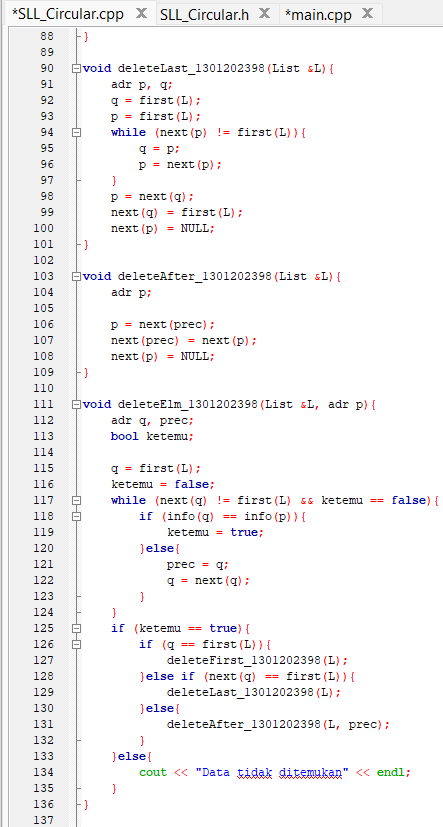 *SLL_Circular.cpp X SLL_Circular.h X *main.cpp X
88 }
89
90 void deleteLast_1301202398(List &L){
91     adr p, q;
92     q = first(L);
93     p = first(L);
94     while (next(p) != first(L)){
95         q = p;
96         p = next(p);
97     }
98     p = next(q);
99     next(q) = first(L);
100     next(p) = NULL;
101 }
102
103 void deleteAfter_1301202398(List &L){
104     adr p;
105
106     p = next(prec);
107     next(prec) = next(p);
108     next(p) = NULL;
109 }
110
111 void deleteElm_1301202398(List &L, adr p){
112     adr q, prec;
113     bool ketemu;
114
115     q = first(L);
116     ketemu = false;
117     while (next(q) != first(L) && ketemu == false){
118         if (info(q) == info(p)){
119             ketemu = true;
120         }else{
121             prec = q;
122             q = next(q);
123         }
124     }
125     if (ketemu == true){
126         if (q == first(L)){
127             deleteFirst_1301202398(L);
128         }else if (next(q) == first(L)){
129             deleteLast_1301202398(L);
130         }else{
131             deleteAfter_1301202398(L, prec);
132         }
133     }else{
134         cout << "Data tidak ditemukan" << endl;
135     }
136 }
137